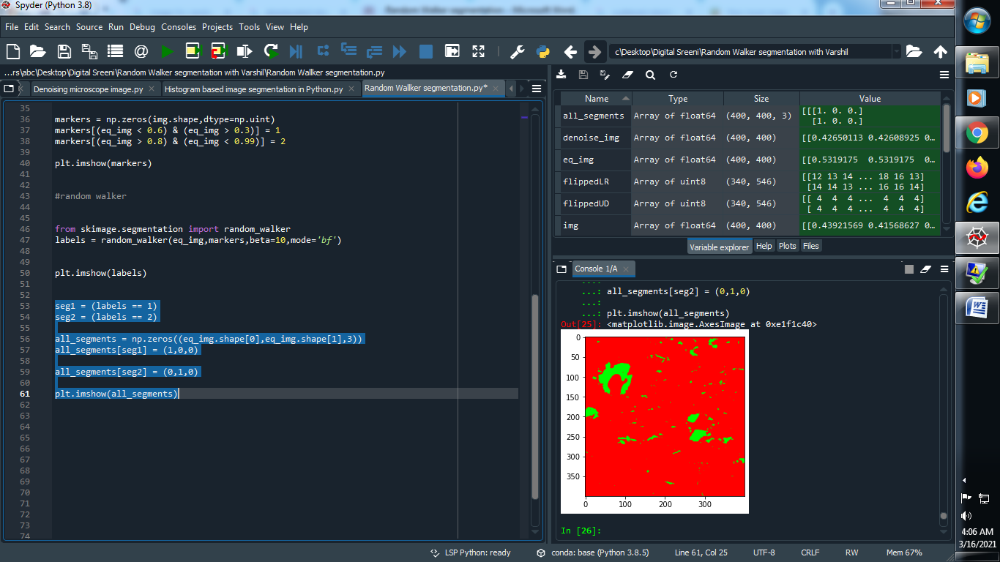 Spyder (Python 3.8)
File Edit Search Source Run Debug Consoles Projects Tools View Help
c\Desktop\Digital Sreeni\Random Walker segmentation with Varshil
...rs\abc\Desktop\Digital Sreeni\Random Walker segmentation with Varshil\Random Wallker segmentation.py
Denoising microscope image.py
Histogram based image segmentation in Python.py
Random Wallker segmentation.py*
35
36 markers = np.zeros(img.shape,dtype=np.uint)
37 markers[(eq_img < 0.6) & (eq_img > 0.3)] = 1
38 markers[(eq_img > 0.8) & (eq_img < 0.99)] = 2
39
40 plt.imshow(markers)
41
42
43 #random walker
44
45
46 from skimage.segmentation import random_walker
47 labels = random_walker(eq_img,markers,beta=10,mode='bf')
48
49
50 plt.imshow(labels)
51
52
53 seg1 = (labels == 1)
54 seg2 = (labels == 2)
55
56 all_segments = np.zeros((eq_img.shape[0],eq_img.shape[1],3))
57 all_segments[seg1] = (1,0,0)
58
59 all_segments[seg2] = (0,1,0)
60
61 plt.imshow(all_segments)
62
63
64
65
66
67
68
69
70
71
72
73
74
Name Type Size Value
all_segments Array of float64 (400, 400, 3) [[[1. 0. 0.]
[1. 0. 0.]
denoise_img Array of float64 (400, 400) [[0.42650113 0.42608925 0…
eq_img Array of float64 (400, 400) [[0.5319175 0.5319175 0…
flippedLR Array of uint8 (340, 546) [[12 13 14 ... 18 16 13]
[14 14 13 ... 16 16 14]
flippedUD Array of uint8 (340, 546) [[ 4 4 4 ... 4 4 4]
[ 4 4 4 ... 4 4 4]
img Array of float64 (400, 400) [[0.43921569 0.41568627 0…
Variable explorer Help Plots Files
Console 1/A
...:
...: all_segments[seg2] = (0,1,0)
...:
...: plt.imshow(all_segments)
Out[25]: <matplotlib.image.AxesImage at 0xe1f1c40>
0
50
100
150
200
250
300
350
0 100 200 300
In [26]:
LSP Python: ready conda: base (Python 3.8.5) Line 61, Col 25 UTF-8 CRLF RW Mem 67%
4:06 AM
3/16/2021